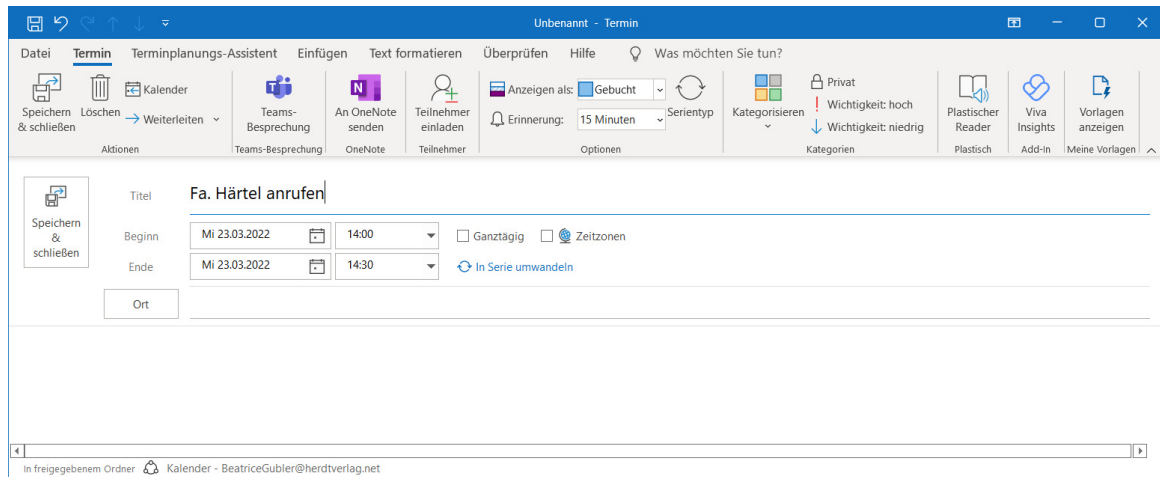 Unbenannt - Termin
Datei Termin Terminplanungs-Assistent Einfügen Text formatieren Überprüfen Hilfe Was möchten Sie tun?
Speichern & schließen
Löschen
Kalender
Weiterleiten
Aktionen
Teams-Besprechung
Teams-Besprechung
An OneNote senden
OneNote
Teilnehmer einladen
Teilnehmer
Anzeigen als: Gebucht
Erinnerung: 15 Minuten
Serientyp
Optionen
Kategorisieren
Privat
Wichtigkeit: hoch
Wichtigkeit: niedrig
Kategorien
Plastischer Reader
Plastisch
Viva Insights
Add-In
Vorlagen anzeigen
Meine Vorlagen
Speichern & schließen
Titel Fa. Härtel anrufen
Beginn Mi 23.03.2022 14:00 Ganztägig Zeitzonen
Ende Mi 23.03.2022 14:30 In Serie umwandeln
Ort
In freigegebenem Ordner Kalender - BeatriceGubler@herdtverlag.net